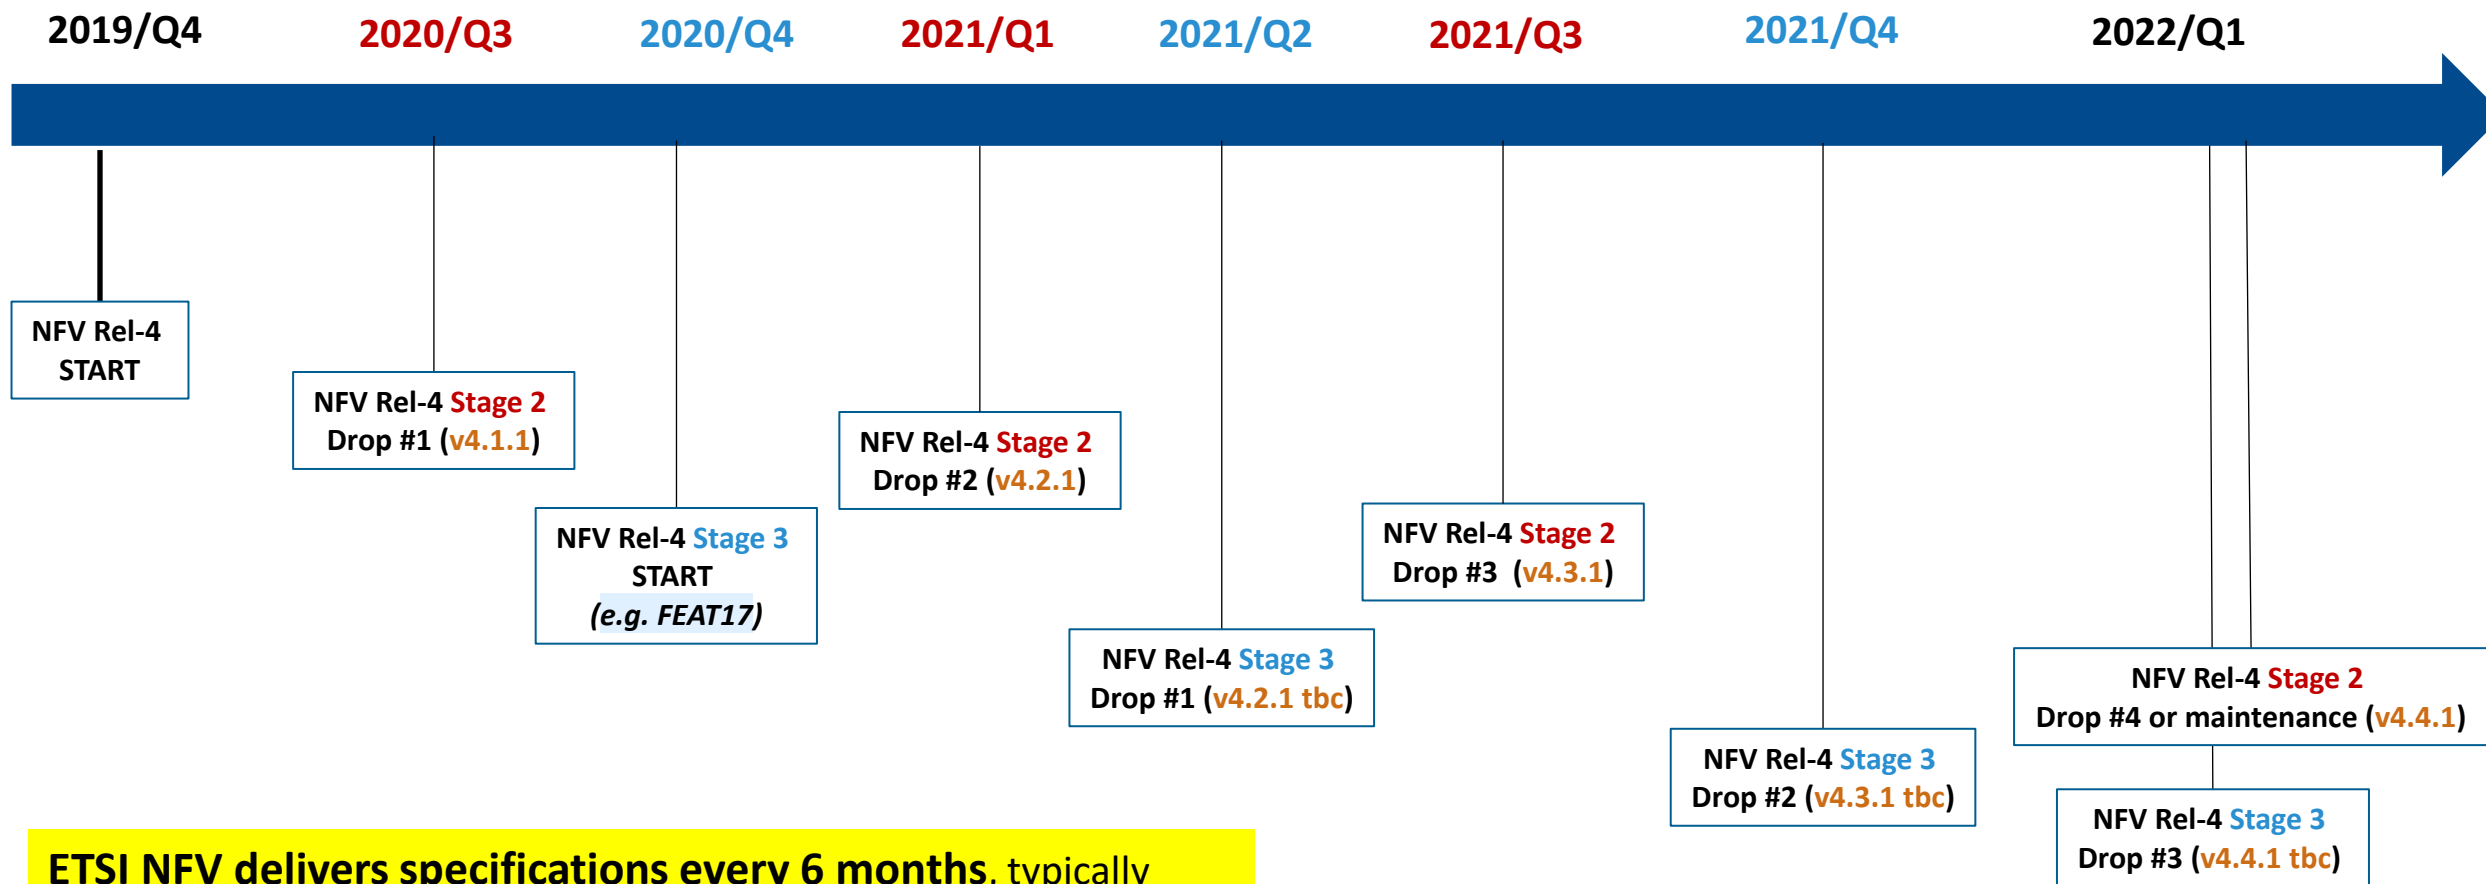 2019/Q4
2020/Q3
2020/Q4
2021/Q1
2021/Q2
2021/Q3
2021/Q4
2022/Q1
NFV Rel-4
START
NFV Rel-4 Stage 2
Drop #1 (v4.1.1)
NFV Rel-4 Stage 3
START
(e.g. FEAT17)
NFV Rel-4 Stage 2
Drop #2 (v4.2.1)
NFV Rel-4 Stage 3
Drop #1 (v4.2.1 tbc)
NFV Rel-4 Stage 2
Drop #3 (v4.3.1)
NFV Rel-4 Stage 3
Drop #2 (v4.3.1 tbc)
NFV Rel-4 Stage 2
Drop #4 or maintenance (v4.4.1)
NFV Rel-4 Stage 3
Drop #3 (v4.4.1 tbc)
ETSI NFV delivers specifications every 6 months, typically